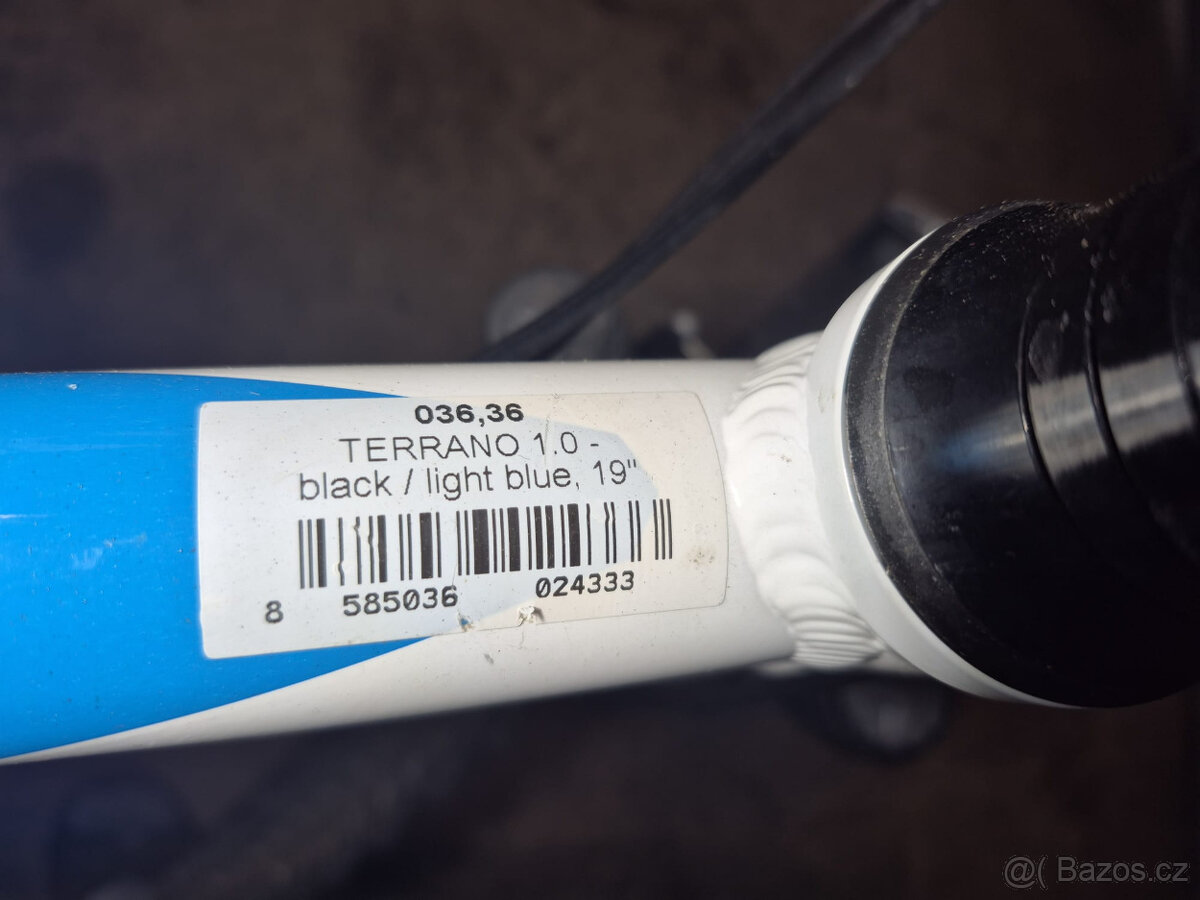 036,36
TERRANO 1.0 -
black / light blue, 19"
8 585036 024333
@( Bazos.cz